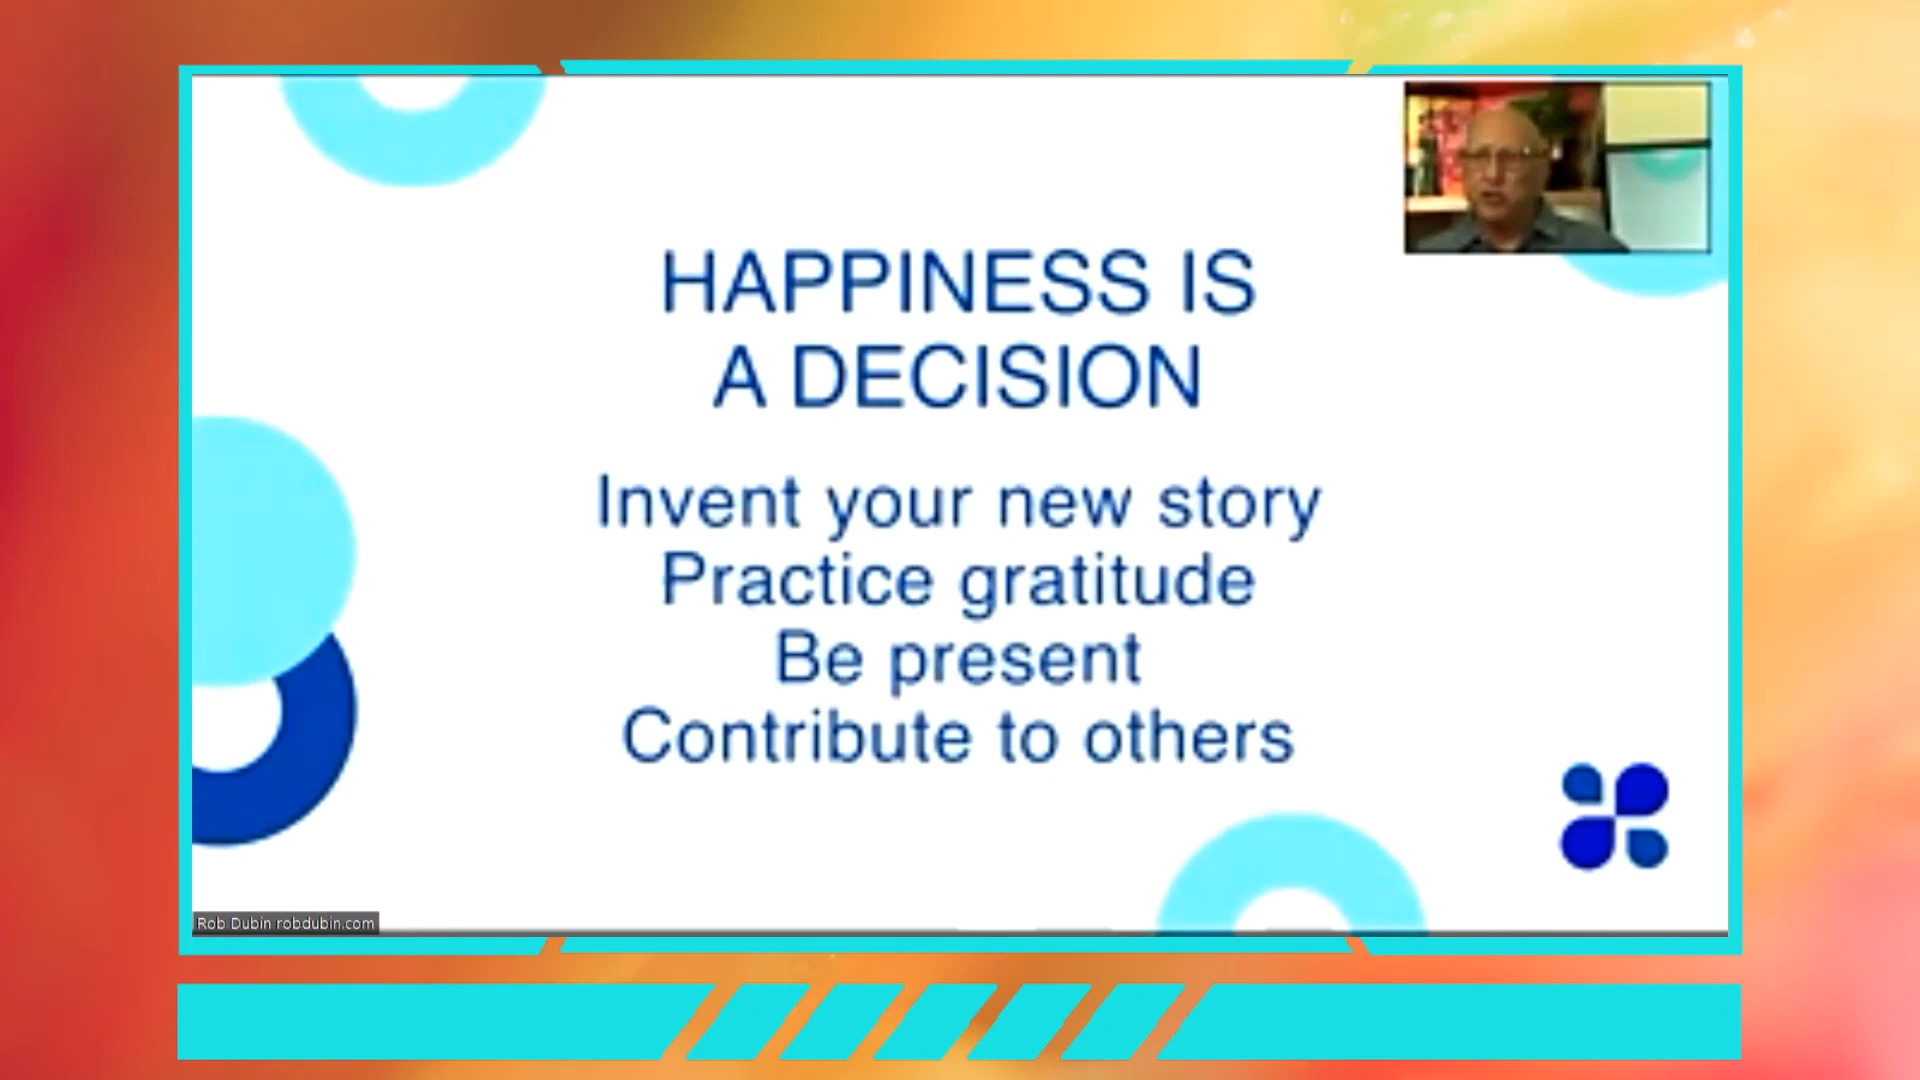 HAPPINESS IS
A DECISION
Invent your new story
Practice gratitude
Be present
Contribute to others
Rob Dubin robdubin.com